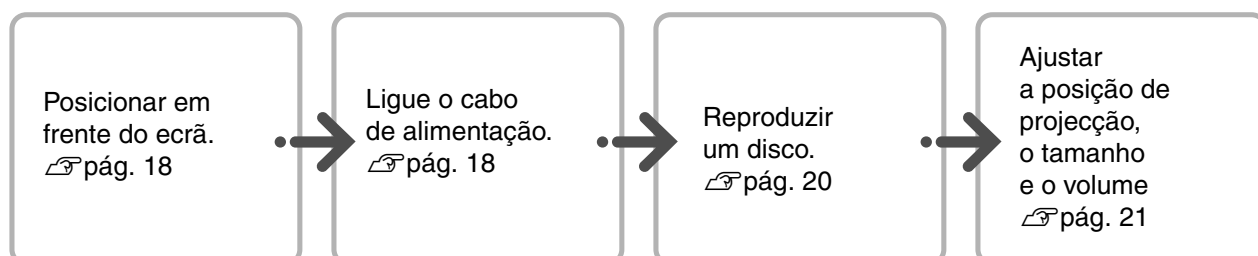 Posicionar em
frente do ecrã.
☞pág. 18
Ligue o cabo
de alimentação.
☞pág. 18
Reproduzir
um disco.
☞pág. 20
Ajustar
a posição de
projecção,
o tamanho
e o volume
☞pág. 21